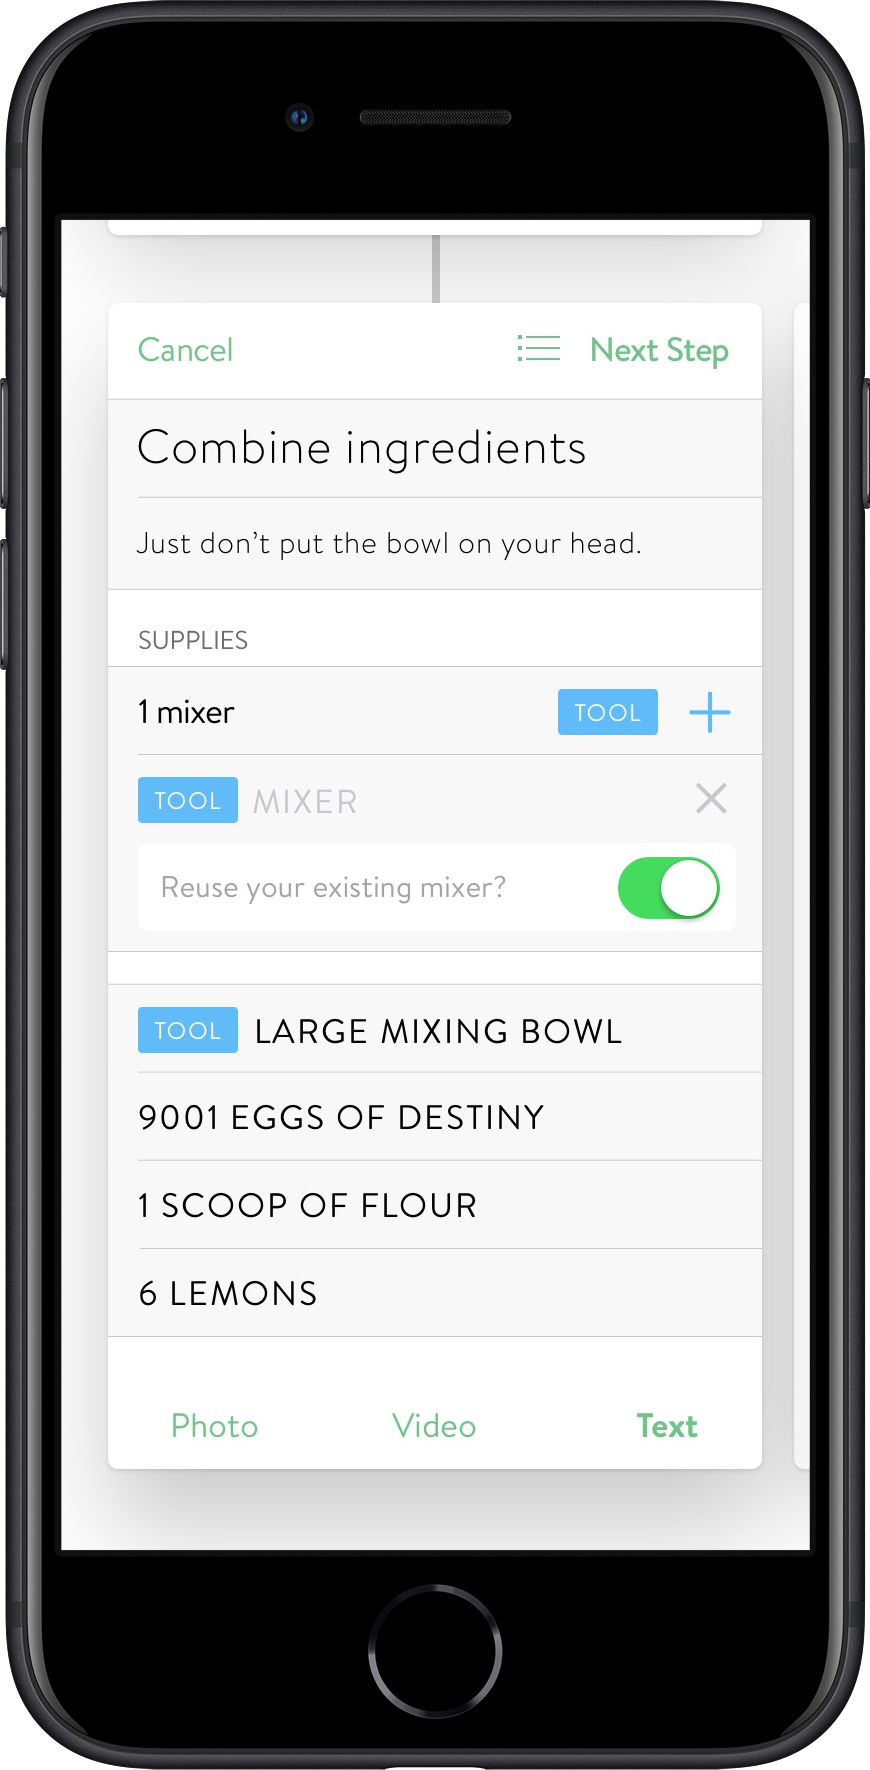 Cancel
Next Step
Combine ingredients
Just don’t put the bowl on your head.
SUPPLIES
1 mixer TOOL
TOOL MIXER
Reuse your existing mixer?
TOOL LARGE MIXING BOWL
9001 EGGS OF DESTINY
1 SCOOP OF FLOUR
6 LEMONS
Photo Video Text